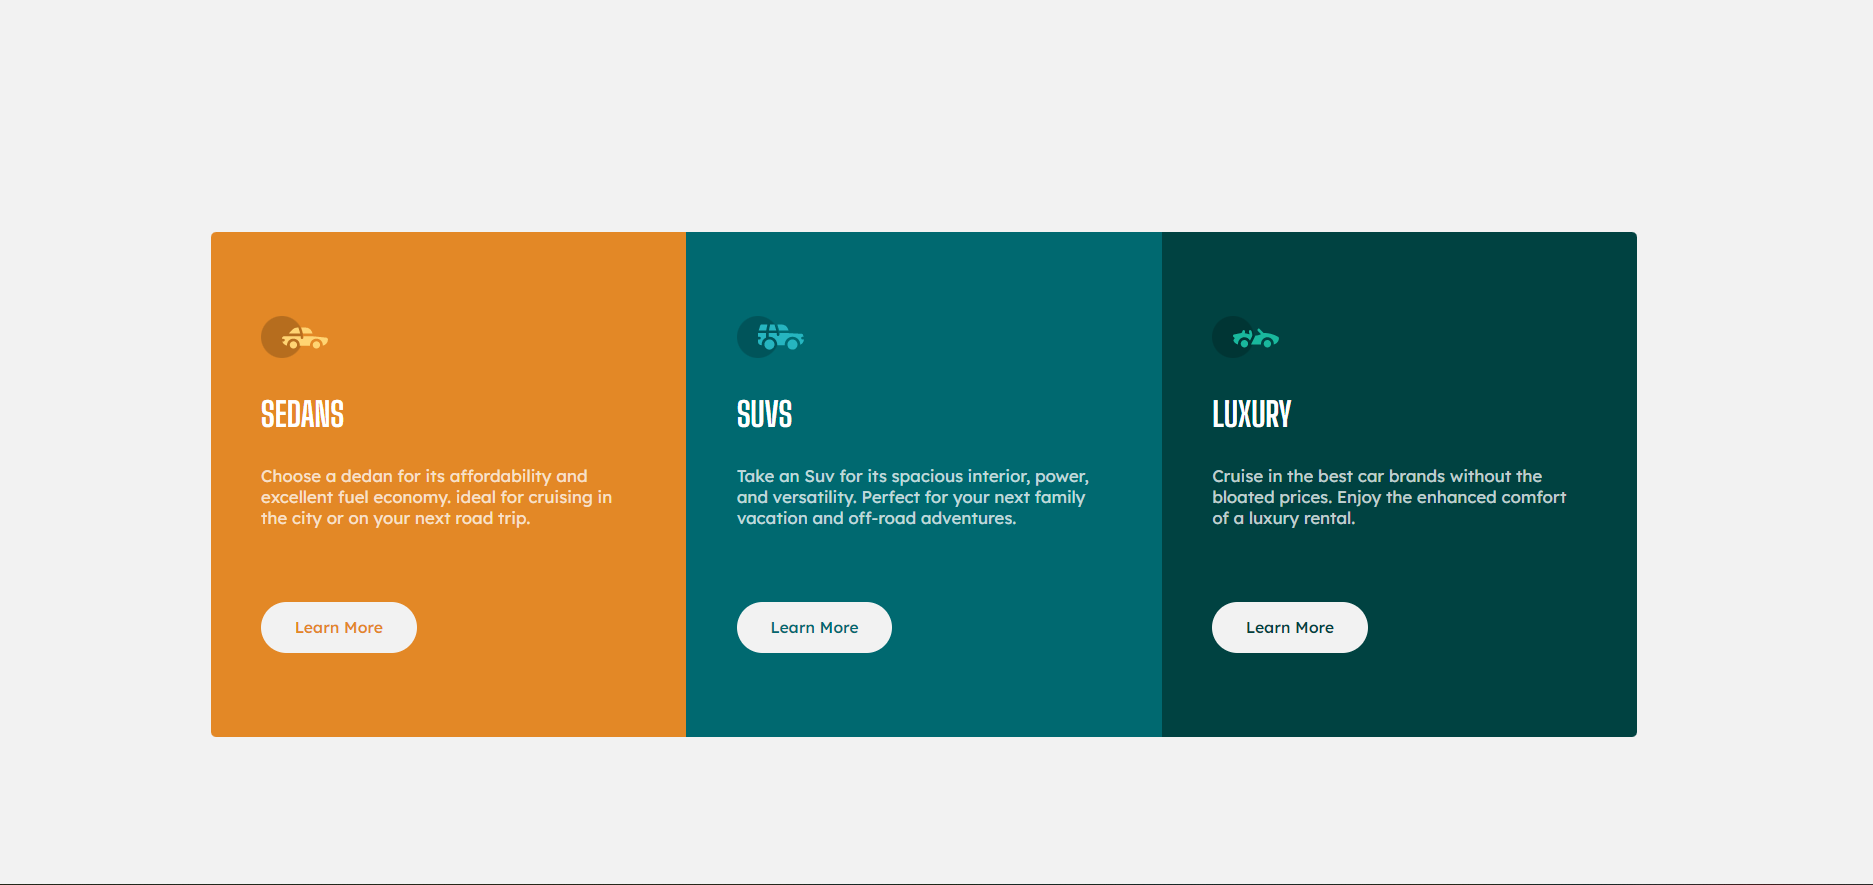 SEDANS
Choose a dedan for its affordability and
excellent fuel economy. ideal for cruising in
the city or on your next road trip.
Learn More
SUVS
Take an Suv for its spacious interior, power,
and versatility. Perfect for your next family
vacation and off-road adventures.
Learn More
LUXURY
Cruise in the best car brands without the
bloated prices. Enjoy the enhanced comfort
of a luxury rental.
Learn More